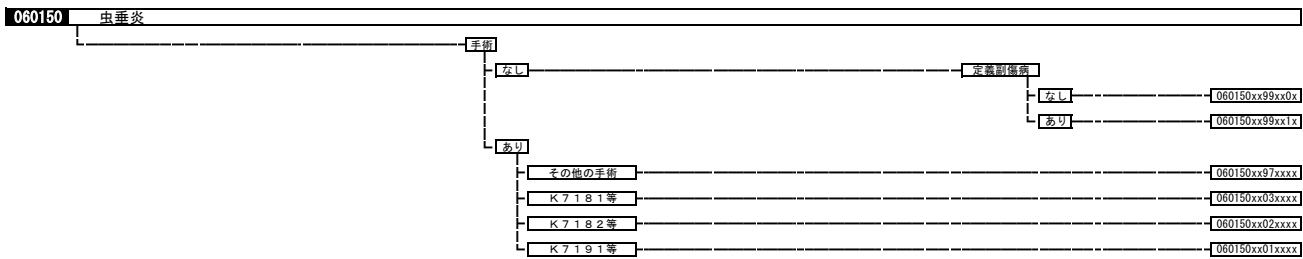 060150 虫垂炎
手術
なし 定義副傷病
なし 060150xx99xx0x
あり 060150xx99xx1x
あり
その他の手術 060150xx97xxxx
Ｋ７１８１等 060150xx03xxxx
Ｋ７１８２等 060150xx02xxxx
Ｋ７１９１等 060150xx01xxxx